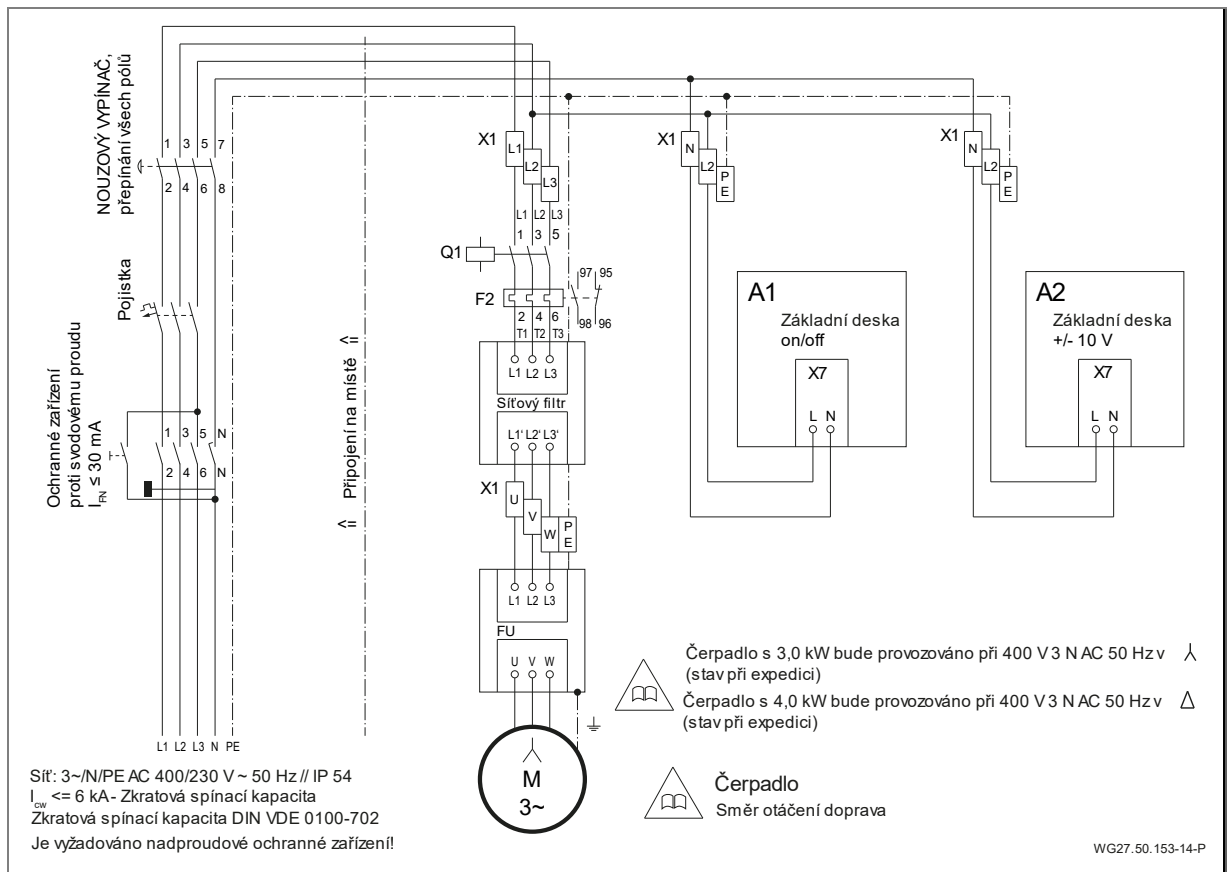 NOUZOVÝ VYPÍNAČ,
přepínání všech pólů
1 3 5 7
2 4 6 8
Pojistka
Ochranné zařízení
proti svodovému proudu
I_FN ≤ 30 mA
1 3 5 N
2 4 6 N
L1 L2 L3 N PE
<= Připojení na místě <=
X1
L1
L2
L3
L1 L2 L3
1 3 5
Q1
97 95
F2
98 96
2 4 6
T1 T2 T3
L1 L2 L3
Síťový filtr
L1' L2' L3'
X1
U
V
W
PE
L1 L2 L3
FU
U V W
M
3~
X1
N
L2
PE
A1
Základní deska
on/off
X7
L N
X1
N
L2
PE
A2
Základní deska
+/- 10 V
X7
L N
Čerpadlo s 3,0 kW bude provozováno při 400 V 3 N AC 50 Hz v
(stav při expedici)
Čerpadlo s 4,0 kW bude provozováno při 400 V 3 N AC 50 Hz v Δ
(stav při expedici)
Čerpadlo
Směr otáčení doprava
Síť: 3~/N/PE AC 400/230 V ~ 50 Hz // IP 54
I_cw <= 6 kA - Zkratová spínací kapacita
Zkratová spínací kapacita DIN VDE 0100-702
Je vyžadováno nadproudové ochranné zařízení!
WG27.50.153-14-P